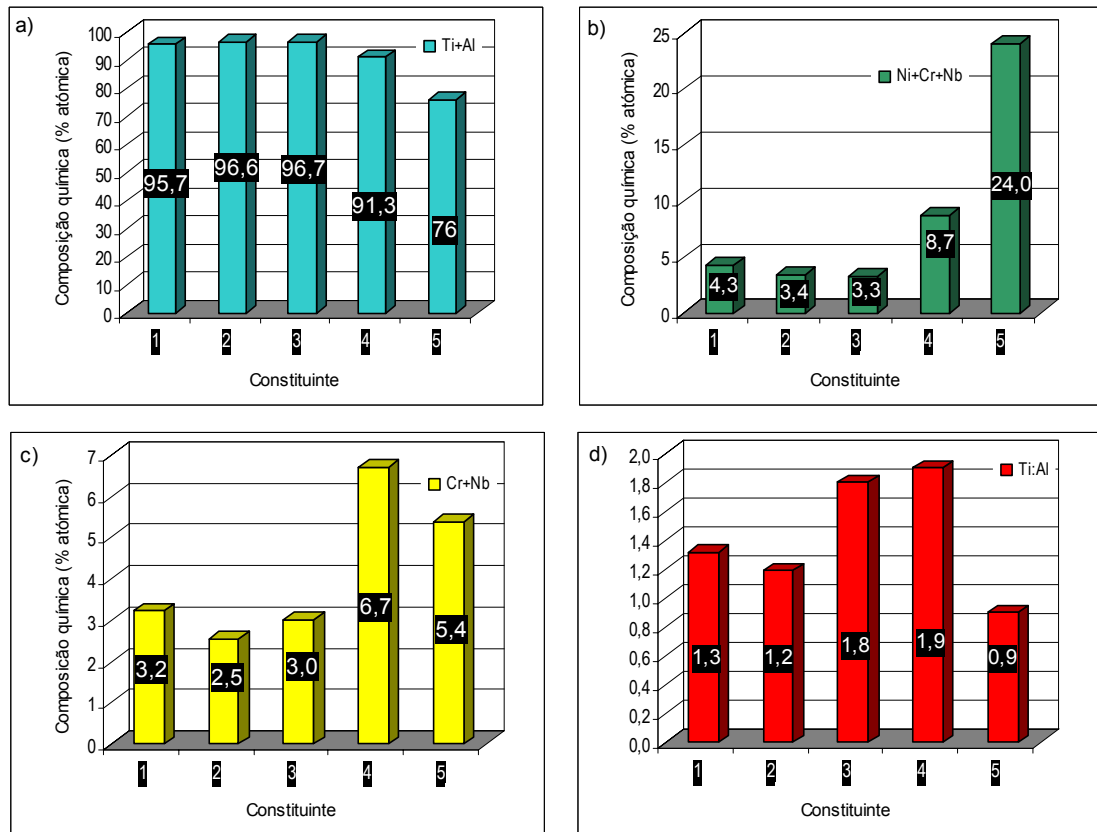 a)
Ti+Al
Composição química (% atómica)
100
90
80
70
60
50
40
30
20
10
0
95,7
96,6
96,7
91,3
76
1 2 3 4 5
Constituinte
b)
Ni+Cr+Nb
Composição química (% atómica)
25
20
15
10
5
0
4,3
3,4
3,3
8,7
24,0
1 2 3 4 5
Constituinte
c)
Cr+Nb
Composição química (% atómica)
7
6
5
4
3
2
1
0
3,2
2,5
3,0
6,7
5,4
1 2 3 4 5
Constituinte
d)
Ti:Al
2,0
1,8
1,6
1,4
1,2
1,0
0,8
0,6
0,4
0,2
0,0
1,3
1,2
1,8
1,9
0,9
1 2 3 4 5
Constituinte